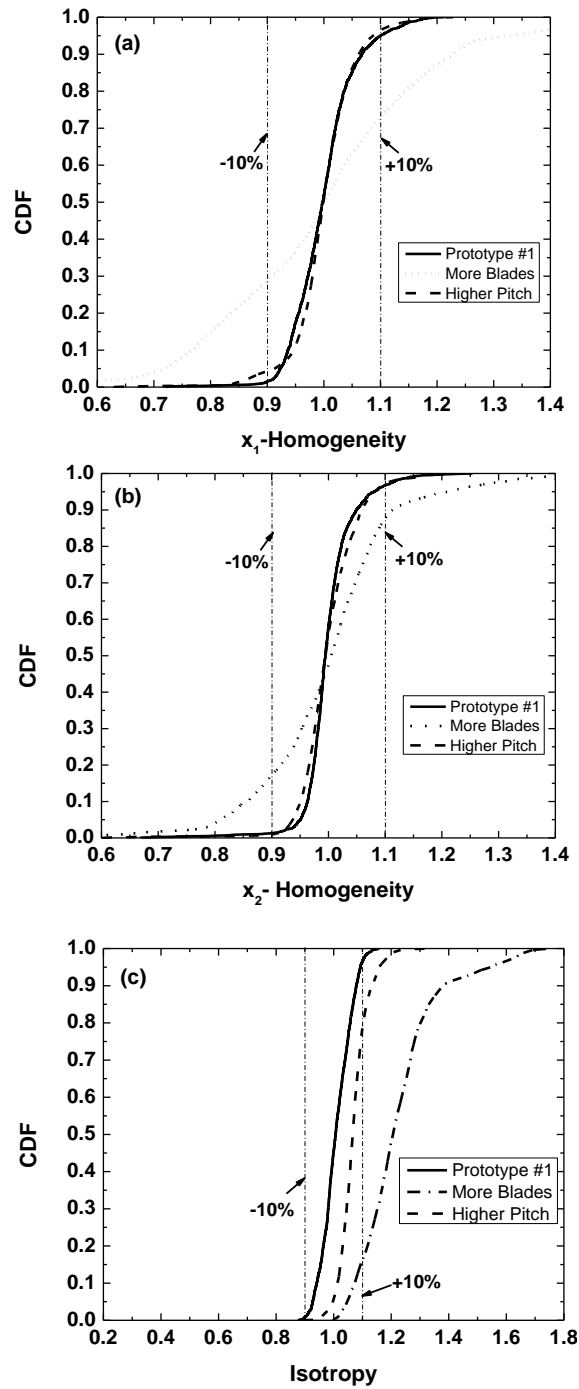 1.0
(a)
0.9
0.8
0.7
-10%
+10%
0.6
0.5
CDF
0.4
Prototype #1
0.3
More Blades
0.2
Higher Pitch
0.1
0.0
0.6 0.7 0.8 0.9 1.0 1.1 1.2 1.3 1.4
x1-Homogeneity
1.0
(b)
0.9
0.8
-10%
+10%
0.7
0.6
0.5
CDF
0.4
Prototype #1
0.3
More Blades
0.2
Higher Pitch
0.1
0.0
0.6 0.7 0.8 0.9 1.0 1.1 1.2 1.3 1.4
x2- Homogeneity
1.0
(c)
0.9
0.8
0.7
0.6
0.5
CDF
0.4
Prototype #1
0.3
-10%
More Blades
0.2
Higher Pitch
0.1
+10%
0.0
0.2 0.4 0.6 0.8 1.0 1.2 1.4 1.6 1.8
Isotropy